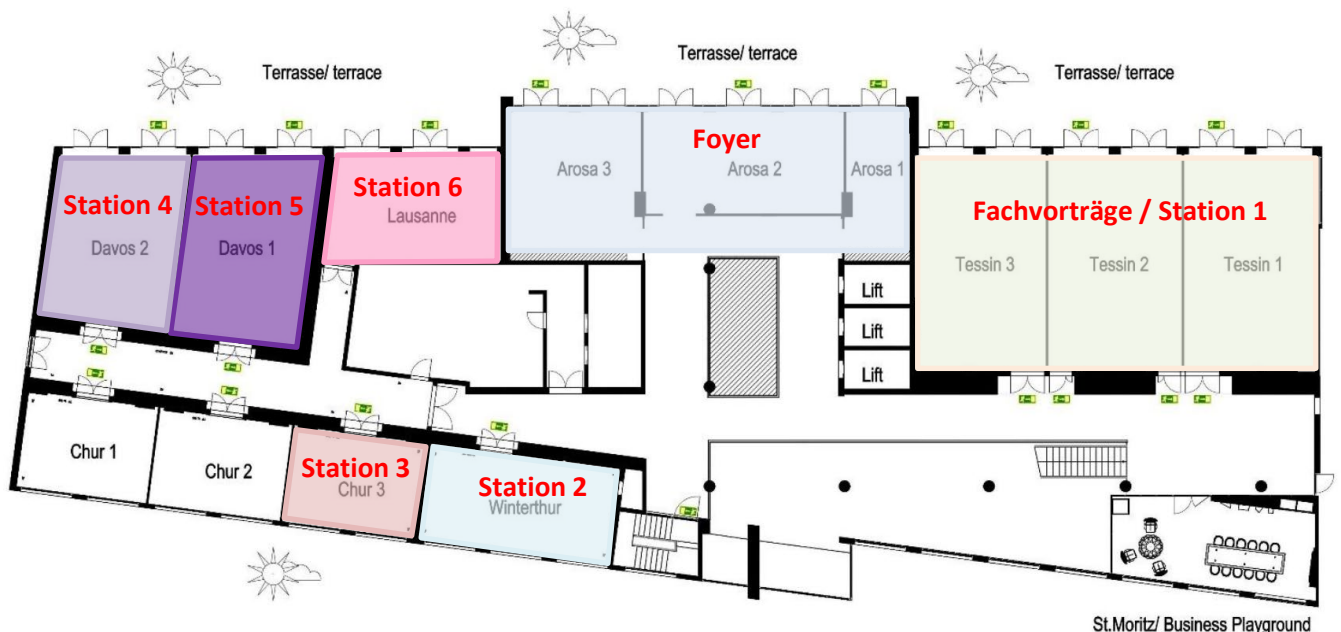 Terrasse/ terrace
Terrasse/ terrace
Terrasse/ terrace
Foyer
Arosa 3
Arosa 2
Arosa 1
Station 4
Davos 2
Station 5
Davos 1
Station 6
Lausanne
Fachvorträge / Station 1
Tessin 3
Tessin 2
Tessin 1
Lift
Lift
Lift
Chur 1
Chur 2
Station 3
Chur 3
Station 2
Winterthur
St.Moritz/ Business Playground